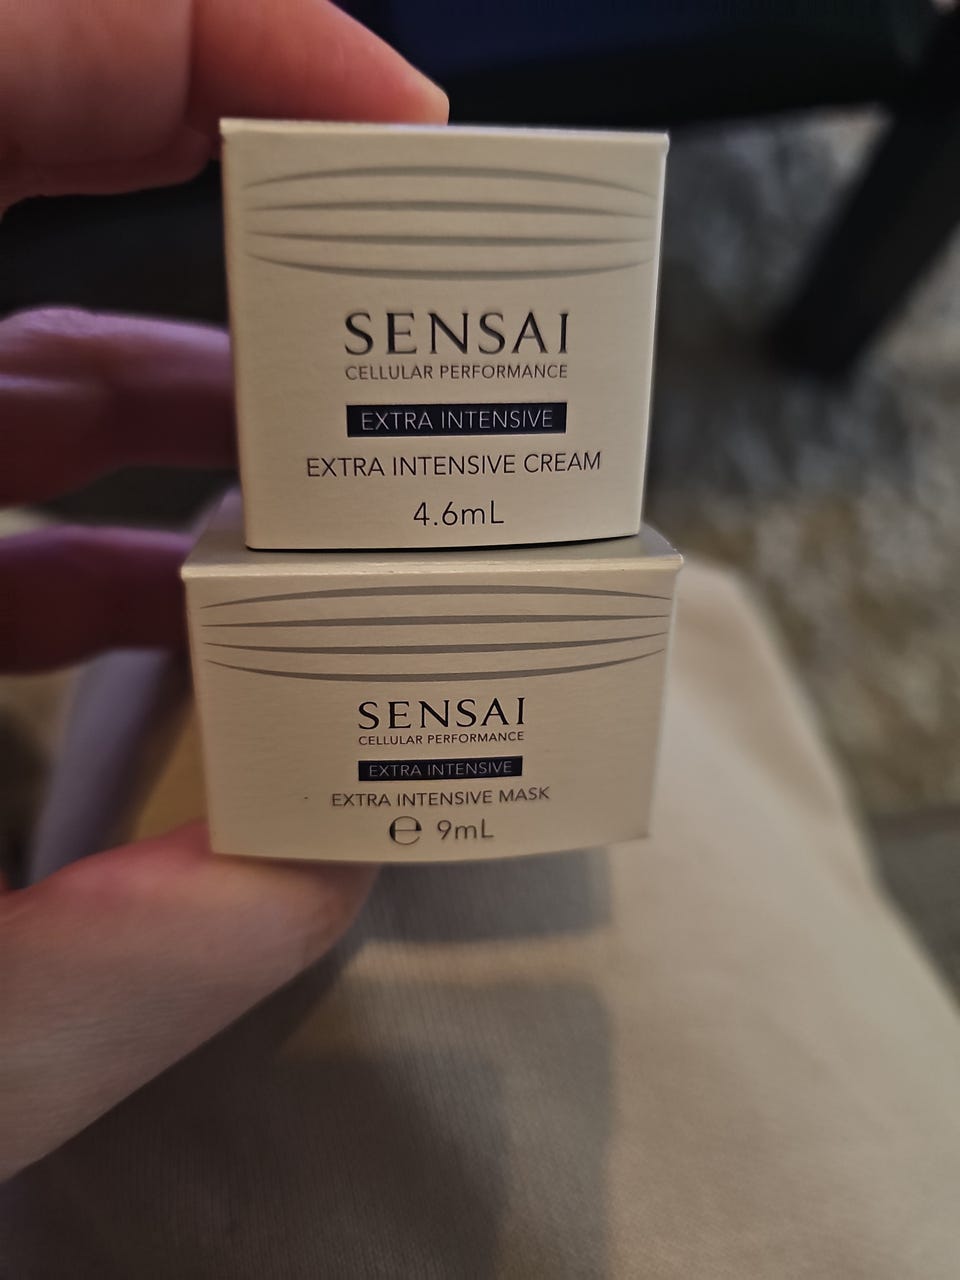 SENSAI
CELLULAR PERFORMANCE
EXTRA INTENSIVE
EXTRA INTENSIVE CREAM
4.6mL
SENSAI
CELLULAR PERFORMANCE
EXTRA INTENSIVE
EXTRA INTENSIVE MASK
℮ 9mL